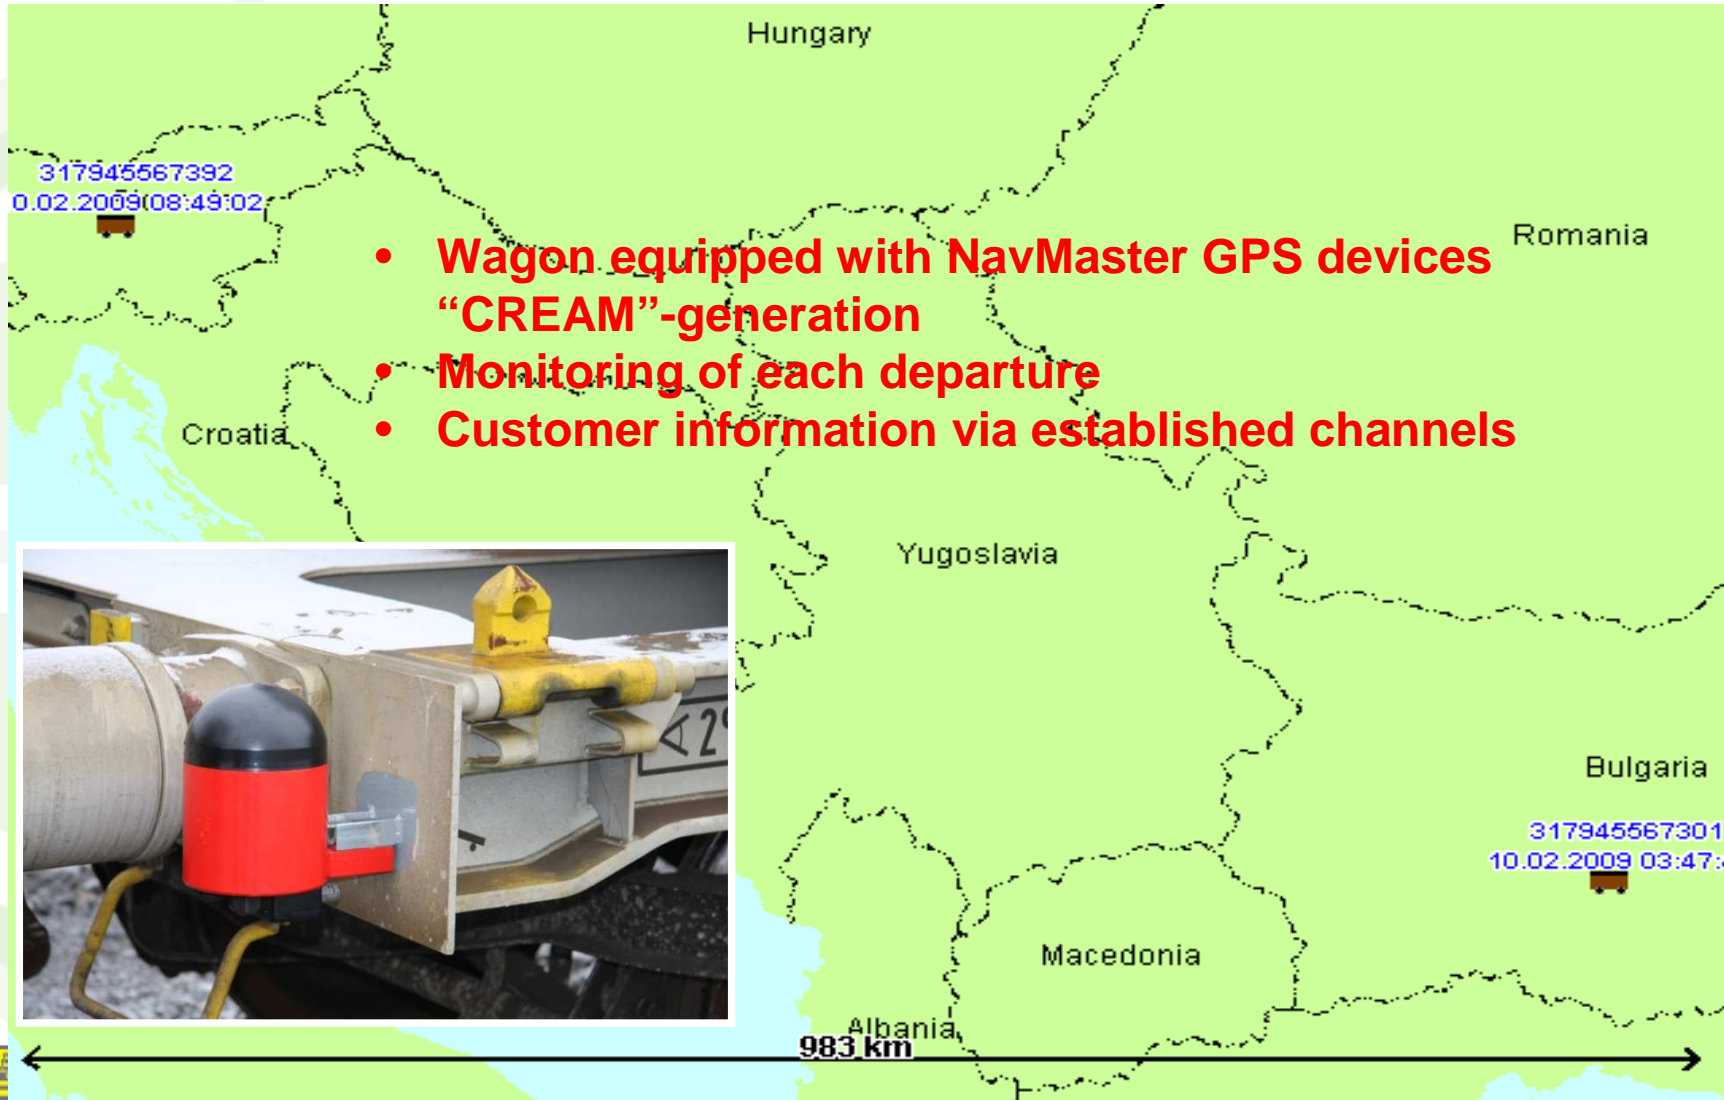 Hungary
317945567392
0.02.2009 08:49:02
Romania
• Wagon equipped with NavMaster GPS devices
“CREAM”-generation
• Monitoring of each departure
• Customer information via established channels
Croatia
Yugoslavia
29
Bulgaria
317945567301
10.02.2009 03:47:
Macedonia
Albania
983 km